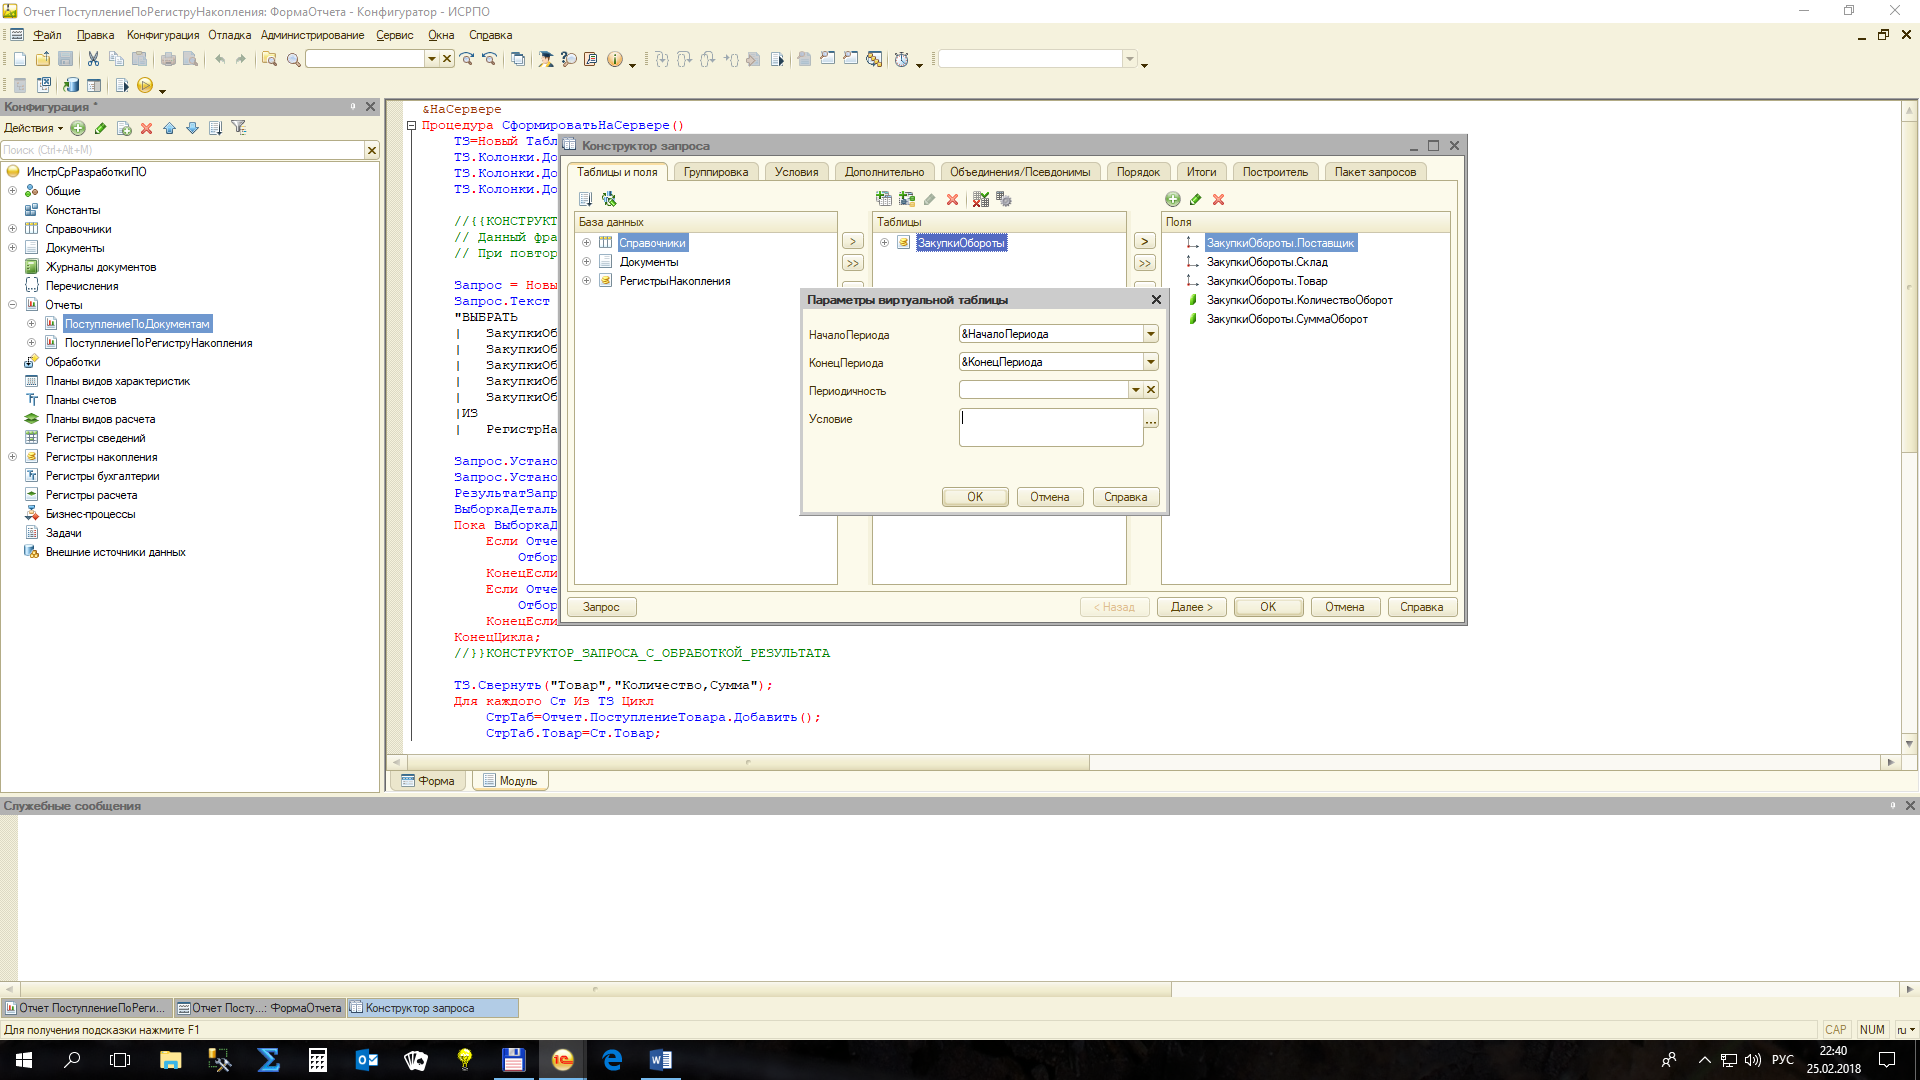 Отчет ПоступлениеПоРегиструНакопления: ФормаОтчета - Конфигуратор - ИСРПО
Файл Правка Конфигурация Отладка Администрирование Сервис Окна Справка
Конфигурация *
Действия
Поиск (Ctrl+Alt+M)
ИнстрСрРазработкиПО
Общие
Константы
Справочники
Документы
Журналы документов
Перечисления
Отчеты
ПоступлениеПоДокументам
ПоступлениеПоРегиструНакопления
Обработки
Планы видов характеристик
Планы счетов
Планы видов расчета
Регистры сведений
Регистры накопления
Регистры бухгалтерии
Регистры расчета
Бизнес-процессы
Задачи
Внешние источники данных
&НаСервере
Процедура СформироватьНаСервере()
ТЗ=Новый Табл
ТЗ.Колонки.До
ТЗ.Колонки.До
ТЗ.Колонки.До
//{{КОНСТРУКТ
// Данный фра
// При повтор
Запрос = Новы
Запрос.Текст
"ВЫБРАТЬ
| ЗакупкиОб
| ЗакупкиОб
| ЗакупкиОб
| ЗакупкиОб
| ЗакупкиОб
|ИЗ
| РегистрНа
Запрос.Устано
Запрос.Устано
РезультатЗапр
ВыборкаДеталь
Пока ВыборкаД
Если Отче
Отбор
КонецЕсли
Если Отче
Отбор
КонецЕсли
КонецЦикла;
//}}КОНСТРУКТОР_ЗАПРОСА_С_ОБРАБОТКОЙ_РЕЗУЛЬТАТА
ТЗ.Свернуть("Товар","Количество,Сумма");
Для каждого Ст Из ТЗ Цикл
СтрТаб=Отчет.ПоступлениеТовара.Добавить();
СтрТаб.Товар=Ст.Товар;
Конструктор запроса
Таблицы и поля Группировка Условия Дополнительно Объединения/Псевдонимы Порядок Итоги Построитель Пакет запросов
База данных
Справочники
Документы
РегистрыНакопления
> >>
Таблицы
ЗакупкиОбороты
> >>
Поля
ЗакупкиОбороты.Поставщик
ЗакупкиОбороты.Склад
ЗакупкиОбороты.Товар
ЗакупкиОбороты.КоличествоОборот
ЗакупкиОбороты.СуммаОборот
Параметры виртуальной таблицы
НачалоПериода &НачалоПериода
КонецПериода &КонецПериода
Периодичность
Условие ...
ОК Отмена Справка
Запрос < Назад Далее > ОК Отмена Справка
Форма Модуль
Служебные сообщения
Отчет ПоступлениеПоРеги... Отчет Посту...: ФормаОтчета Конструктор запроса
Для получения подсказки нажмите F1 CAP NUM ru
РУС
22:40
25.02.2018